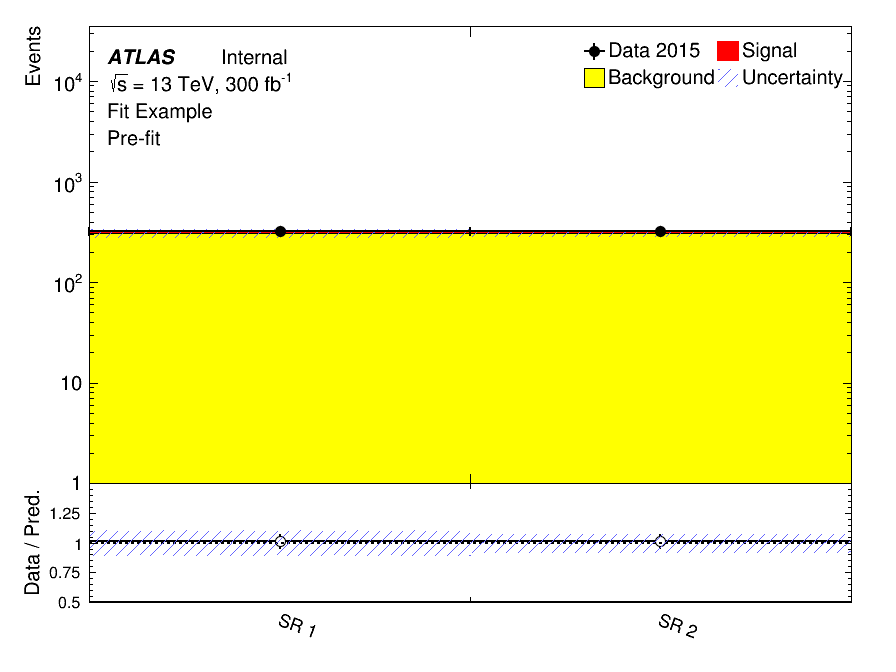 Events
10⁴
10³
10²
10
1
ATLAS Internal
√s = 13 TeV, 300 fb⁻¹
Fit Example
Pre-fit
Data 2015
Signal
Background
Uncertainty
Data / Pred.
1.25
1
0.75
0.5
SR 1
SR 2